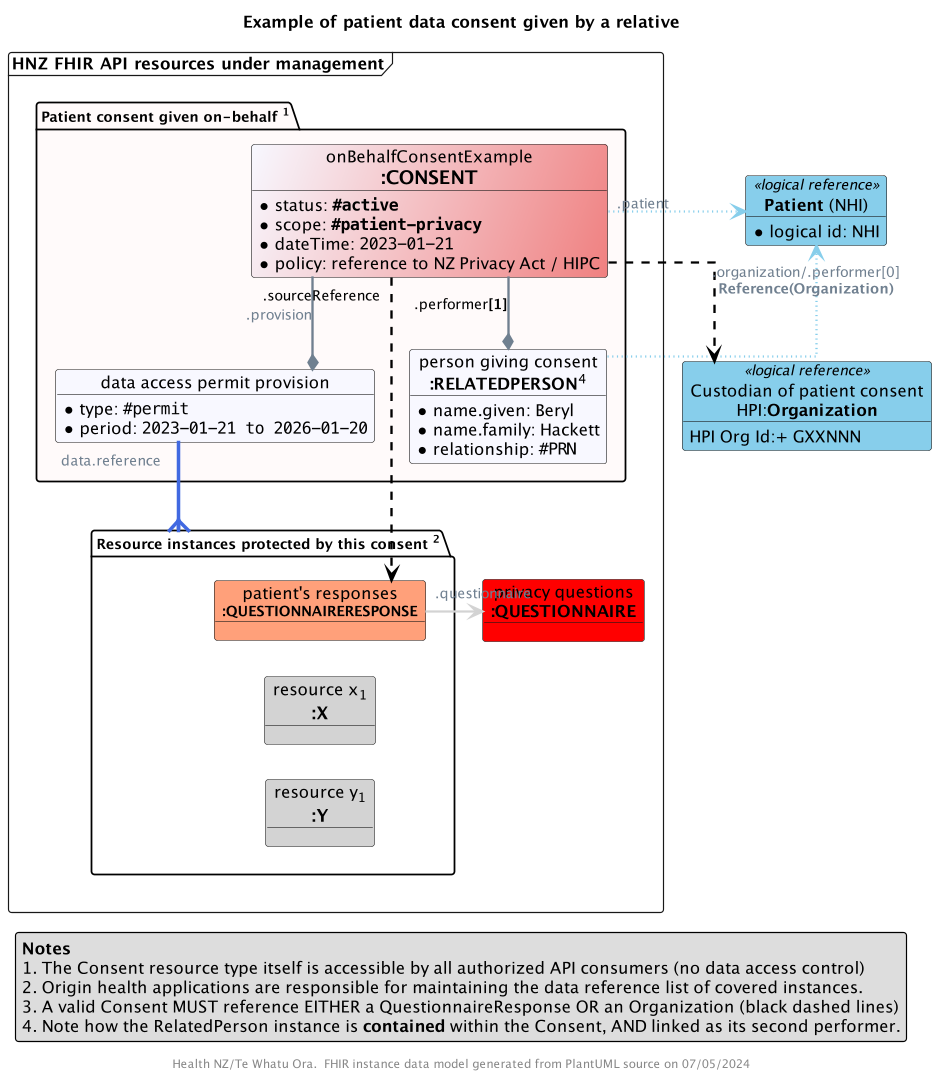 Example of patient data consent given by a relative
HNZ FHIR API resources under management
Patient consent given on-behalf 1
onBehalfConsentExample
:CONSENT
• status: #active
• scope: #patient-privacy
• dateTime: 2023-01-21
• policy: reference to NZ Privacy Act / HIPC
.patient
«logical reference»
Patient (NHI)
• logical id: NHI
organization/.performer[0]
Reference(Organization)
.sourceReference
.provision
.performer[1]
data access permit provision
• type: #permit
• period: 2023-01-21 to 2026-01-20
person giving consent
:RELATEDPERSON4
• name.given: Beryl
• name.family: Hackett
• relationship: #PRN
«logical reference»
Custodian of patient consent
HPI:Organization
HPI Org Id:+ GXXNNN
data.reference
Resource instances protected by this consent 2
patient's responses
:QUESTIONNAIRERESPONSE
.questionnaire
privacy questions
:QUESTIONNAIRE
resource x1
:X
resource y1
:Y
Notes
1. The Consent resource type itself is accessible by all authorized API consumers (no data access control)
2. Origin health applications are responsible for maintaining the data reference list of covered instances.
3. A valid Consent MUST reference EITHER a QuestionnaireResponse OR an Organization (black dashed lines)
4. Note how the RelatedPerson instance is contained within the Consent, AND linked as its second performer.
Health NZ/Te Whatu Ora.  FHIR instance data model generated from PlantUML source on 07/05/2024